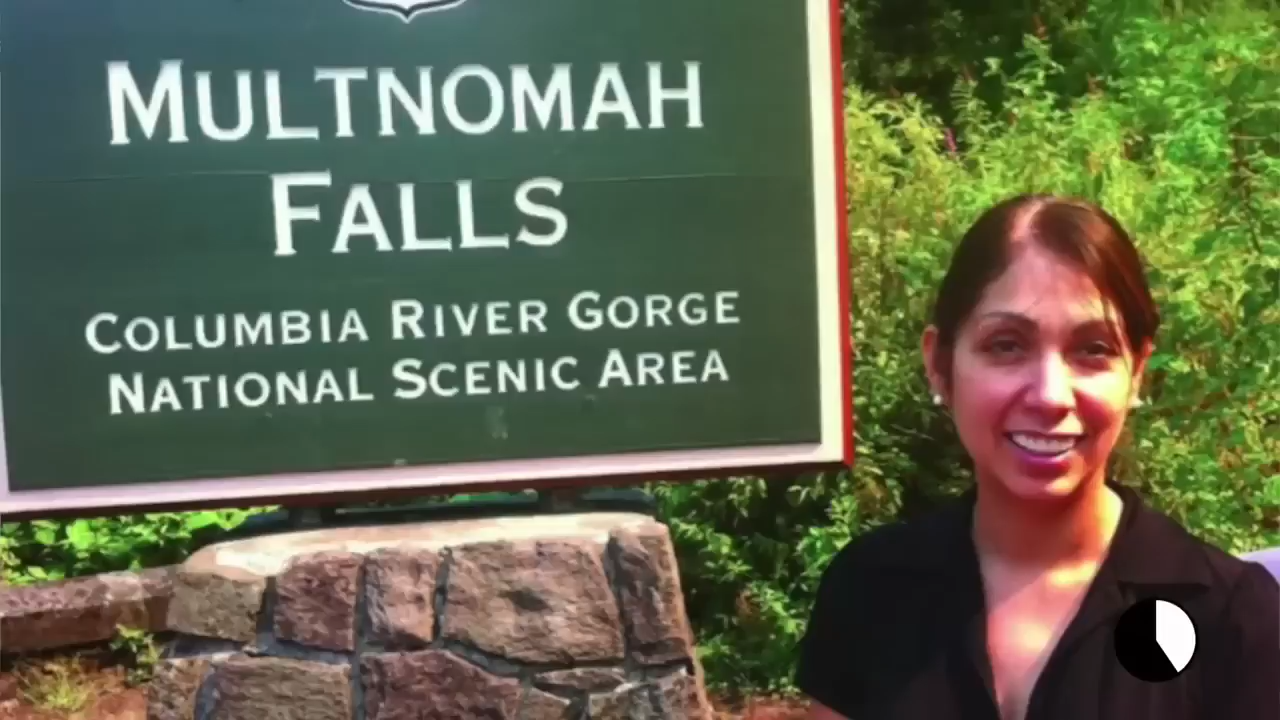 MULTNOMAH
FALLS
COLUMBIA RIVER GORGE
NATIONAL SCENIC AREA